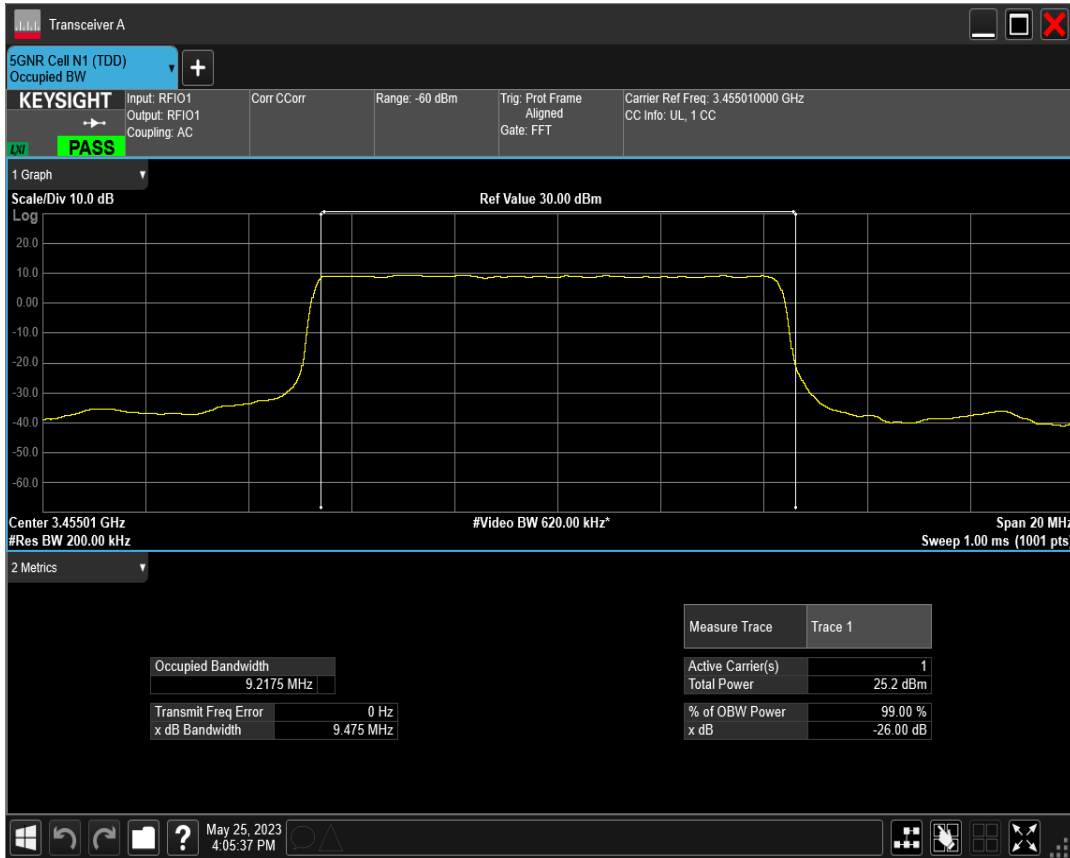 Transceiver A
5GNR Cell N1 (TDD)
Occupied BW
+
KEYSIGHT
LXI
PASS
Input: RFIO1
Output: RFIO1
Coupling: AC
Corr CCorr
Range: -60 dBm
Trig: Prot Frame
Aligned
Gate: FFT
Carrier Ref Freq: 3.455010000 GHz
CC Info: UL, 1 CC
1 Graph
Scale/Div 10.0 dB
Ref Value 30.00 dBm
Log
20.0
10.0
0.00
-10.0
-20.0
-30.0
-40.0
-50.0
-60.0
Center 3.45501 GHz
#Video BW 620.00 kHz*
Span 20 MHz
#Res BW 200.00 kHz
Sweep 1.00 ms (1001 pts)
2 Metrics
Measure Trace Trace 1
Occupied Bandwidth
9.2175 MHz
Active Carrier(s) 1
Total Power 25.2 dBm
Transmit Freq Error 0 Hz
x dB Bandwidth 9.475 MHz
% of OBW Power 99.00 %
x dB -26.00 dB
?
May 25, 2023
4:05:37 PM